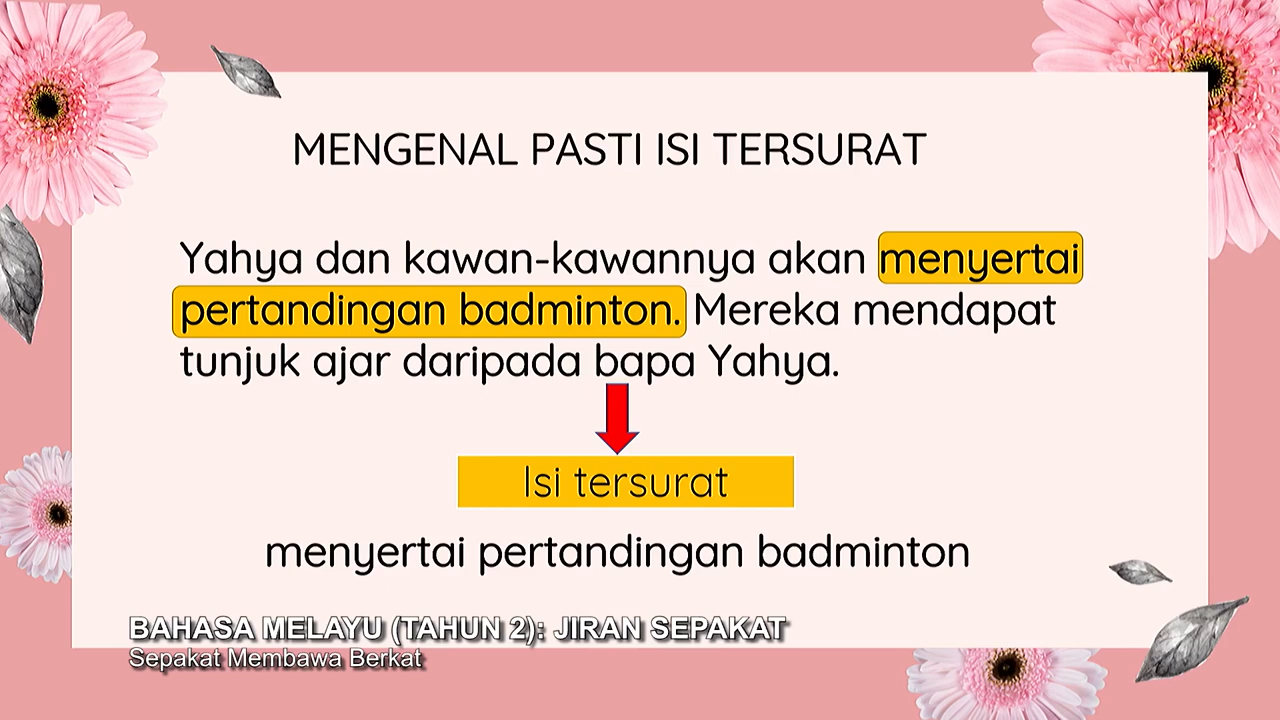 MENGENAL PASTI ISI TERSURAT
Yahya dan kawan-kawannya akan menyertai
pertandingan badminton. Mereka mendapat
tunjuk ajar daripada bapa Yahya.
Isi tersurat
menyertai pertandingan badminton
BAHASA MELAYU (TAHUN 2): JIRAN SEPAKAT
Sepakat Membawa Berkat